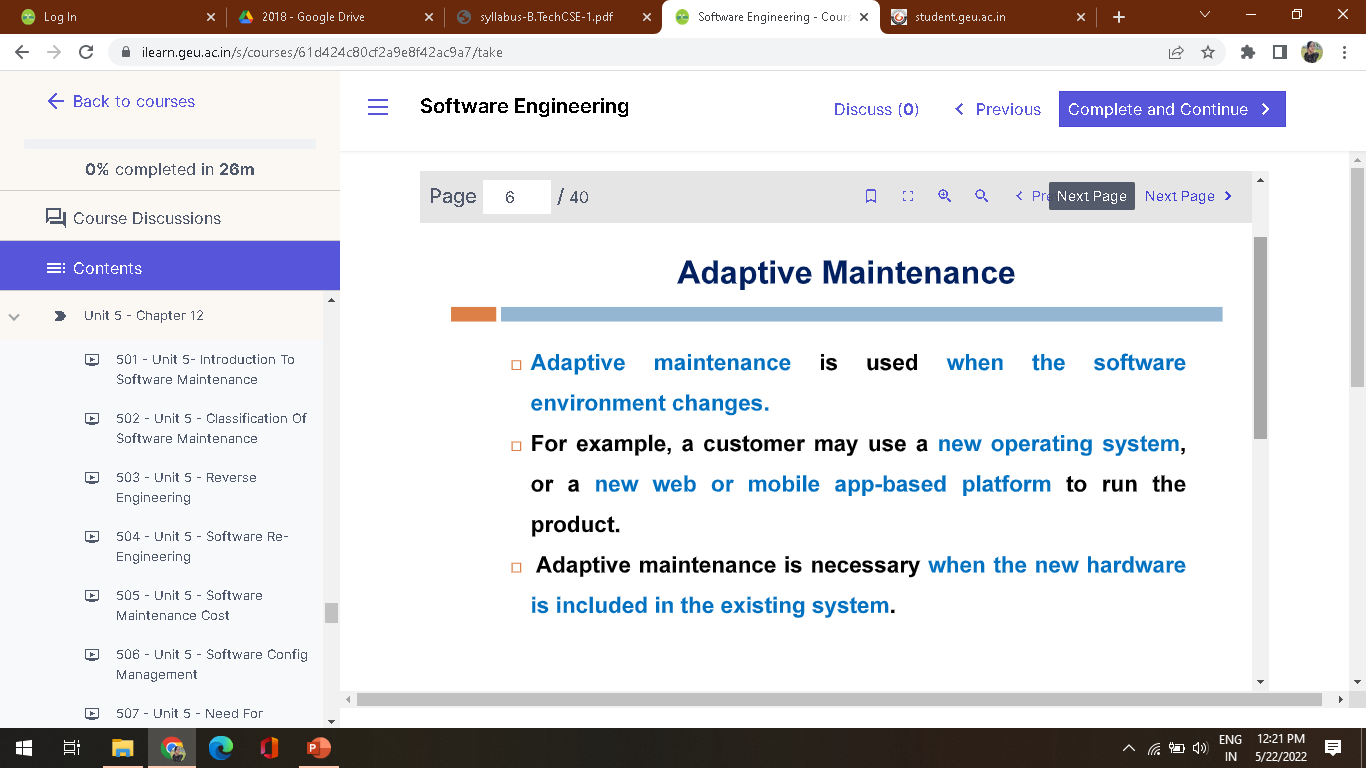 Log In
2018 - Google Drive
syllabus-B.TechCSE-1.pdf
Software Engineering - Cour
student.geu.ac.in
ilearn.geu.ac.in/s/courses/61d424c80cf2a9e8f42ac9a7/take
Back to courses
0% completed in 26m
Course Discussions
Contents
Unit 5 - Chapter 12
501 - Unit 5- Introduction To
Software Maintenance
502 - Unit 5 - Classification Of
Software Maintenance
503 - Unit 5 - Reverse
Engineering
504 - Unit 5 - Software Re-
Engineering
505 - Unit 5 - Software
Maintenance Cost
506 - Unit 5 - Software Config
Management
507 - Unit 5 - Need For
Software Engineering
Discuss (0)
Previous
Complete and Continue
Page 6 / 40
Pre
Next Page
Next Page
Adaptive Maintenance
Adaptive maintenance is used when the software
environment changes.
For example, a customer may use a new operating system,
or a new web or mobile app-based platform to run the
product.
Adaptive maintenance is necessary when the new hardware
is included in the existing system.
ENG
IN
12:21 PM
5/22/2022